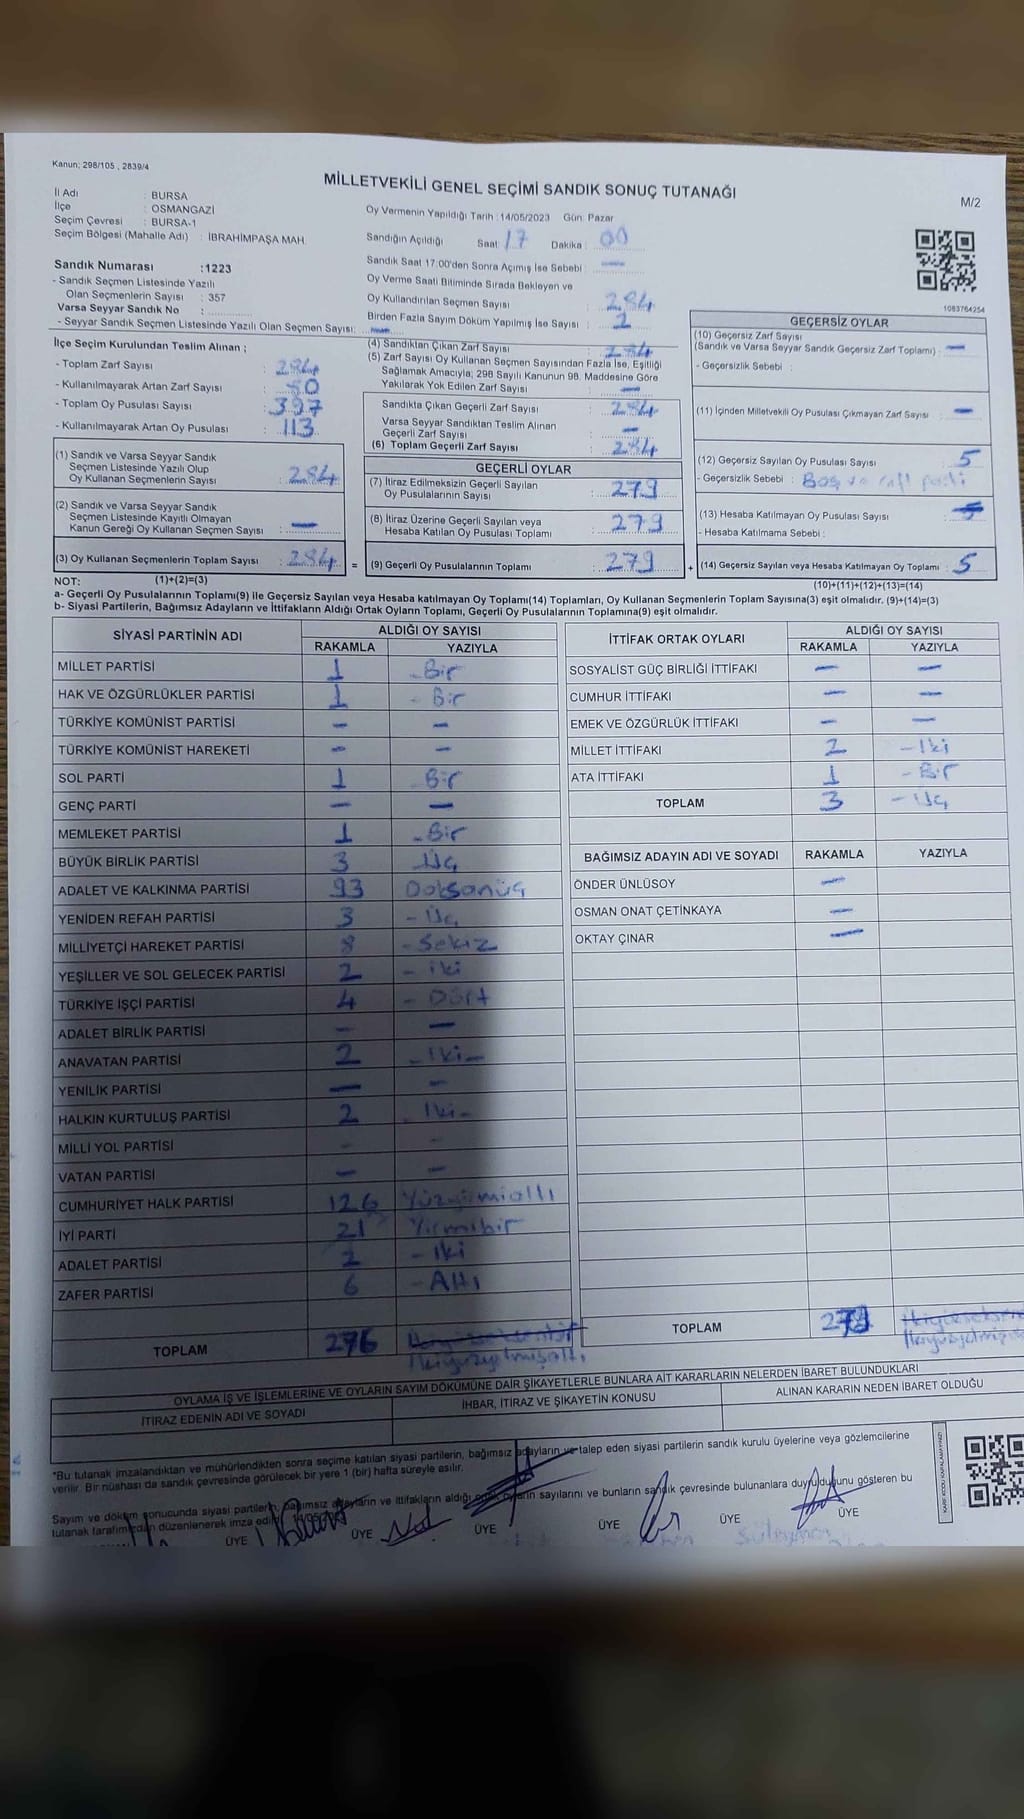 Kanun; 298/105 , 2839/4
MİLLETVEKİLİ GENEL SEÇİMİ SANDIK SONUÇ TUTANAĞI
M/2
İl Adı : BURSA
İlçe : OSMANGAZİ
Seçim Çevresi : BURSA-1
Seçim Bölgesi (Mahalle Adı) : İBRAHİMPAŞA MAH.
Oy Vermenin Yapıldığı Tarih : 14/05/2023 Gün: Pazar
Sandığın Açıldığı Saat: 17 Dakika : 00
Sandık Saat 17:00'den Sonra Açmış İse Sebebi : —
Oy Verme Saati Bitiminde Sırada Bekleyen ve
Oy Kullandırılan Seçmen Sayısı : 284
Birden Fazla Sayım Döküm Yapılmış İse Sayısı : 2
1083764254
Sandık Numarası :1223
- Sandık Seçmen Listesinde Yazılı
Olan Seçmenlerin Sayısı : 357
Varsa Seyyar Sandık No :
- Seyyar Sandık Seçmen Listesinde Yazılı Olan Seçmen Sayısı: —
İlçe Seçim Kurulundan Teslim Alınan ;
- Toplam Zarf Sayısı : 284
- Kullanılmayarak Artan Zarf Sayısı : 80
- Toplam Oy Pusulası Sayısı : 397
- Kullanılmayarak Artan Oy Pusulası : 113
(1) Sandık ve Varsa Seyyar Sandık
Seçmen Listesinde Yazılı Olup
Oy Kullanan Seçmenlerin Sayısı : 284
(2) Sandık ve Varsa Seyyar Sandık
Seçmen Listesinde Kayıtlı Olmayan
Kanun Gereği Oy Kullanan Seçmen Sayısı : —
(3) Oy Kullanan Seçmenlerin Toplam Sayısı : 284
(4) Sandıktan Çıkan Zarf Sayısı : 284
(5) Zarf Sayısı Oy Kullanan Seçmen Sayısından Fazla İse, Eşitliği
Sağlamak Amacıyla; 298 Sayılı Kanunun 98. Maddesine Göre
Yakılarak Yok Edilen Zarf Sayısı : —
Sandıkta Çıkan Geçerli Zarf Sayısı : 284
Varsa Seyyar Sandıktan Teslim Alınan
Geçerli Zarf Sayısı : —
(6) Toplam Geçerli Zarf Sayısı : 284
GEÇERLİ OYLAR
(7) İtiraz Edilmeksizin Geçerli Sayılan
Oy Pusulalarının Sayısı : 279
(8) İtiraz Üzerine Geçerli Sayılan veya
Hesaba Katılan Oy Pusulası Toplamı : 279
= (9) Geçerli Oy Pusulalarının Toplamı : 279
GEÇERSİZ OYLAR
(10) Geçersiz Zarf Sayısı
(Sandık ve Varsa Seyyar Sandık Geçersiz Zarf Toplamı) : —
- Geçersizlik Sebebi :
(11) İçinden Milletvekili Oy Pusulası Çıkmayan Zarf Sayısı : —
(12) Geçersiz Sayılan Oy Pusulası Sayısı : 5
- Geçersizlik Sebebi : Boş ve
(13) Hesaba Katılmayan Oy Pusulası Sayısı : 5
- Hesaba Katılmama Sebebi :
+ (14) Geçersiz Sayılan veya Hesaba Katılmayan Oy Toplamı : 5
NOT: (1)+(2)=(3)
(10)+(11)+(12)+(13)=(14)
a- Geçerli Oy Pusulalarının Toplamı(9) ile Geçersiz Sayılan veya Hesaba katılmayan Oy Toplamı(14) Toplamları, Oy Kullanan Seçmenlerin Toplam Sayısına(3) eşit olmalıdır. (9)+(14)=(3)
b- Siyasi Partilerin, Bağımsız Adayların ve İttifakların Aldığı Ortak Oyların Toplamı, Geçerli Oy Pusulalarının Toplamına(9) eşit olmalıdır.
SİYASİ PARTİNİN ADI ALDIĞI OY SAYISI
RAKAMLA YAZIYLA
MİLLET PARTİSİ 1 - Bir
HAK VE ÖZGÜRLÜKLER PARTİSİ 1 - Bir
TÜRKİYE KOMÜNİST PARTİSİ — —
TÜRKİYE KOMÜNİST HAREKETİ — —
SOL PARTİ 1 Bir
GENÇ PARTİ — —
MEMLEKET PARTİSİ 1 - Bir
BÜYÜK BİRLİK PARTİSİ 3 - Üç
ADALET VE KALKINMA PARTİSİ 93 Doksanüç
YENİDEN REFAH PARTİSİ 3 - Üç
MİLLİYETÇİ HAREKET PARTİSİ 8 - Sekiz
YEŞİLLER VE SOL GELECEK PARTİSİ 2 - iki
TÜRKİYE İŞÇİ PARTİSİ 4 - Dört
ADALET BİRLİK PARTİSİ — —
ANAVATAN PARTİSİ 2 - İki -
YENİLİK PARTİSİ — —
HALKIN KURTULUŞ PARTİSİ 2 - İki -
MİLLİ YOL PARTİSİ - -
VATAN PARTİSİ — —
CUMHURİYET HALK PARTİSİ 126 Yüzyirmialtı
İYİ PARTİ 21 Yirmibir
ADALET PARTİSİ 2 - İki
ZAFER PARTİSİ 6 - Altı
TOPLAM 276
İkiyüzyetmişaltı
İTTİFAK ORTAK OYLARI ALDIĞI OY SAYISI
RAKAMLA YAZIYLA
SOSYALİST GÜÇ BİRLİĞİ İTTİFAKI — —
CUMHUR İTTİFAKI — —
EMEK VE ÖZGÜRLÜK İTTİFAKI — —
MİLLET İTTİFAKI 2 - İki
ATA İTTİFAKI 1 - Bir
TOPLAM 3 - Üç
BAĞIMSIZ ADAYIN ADI VE SOYADI RAKAMLA YAZIYLA
ÖNDER ÜNLÜSOY —
OSMAN ONAT ÇETİNKAYA —
OKTAY ÇINAR —
TOPLAM 279
OYLAMA İŞ VE İŞLEMLERİNE VE OYLARIN SAYIM DÖKÜMÜNE DAİR ŞİKAYETLERLE BUNLARA AİT KARARLARIN NELERDEN İBARET BULUNDUKLARI
İTİRAZ EDENİN ADI VE SOYADI İHBAR, İTİRAZ VE ŞİKAYETİN KONUSU ALINAN KARARIN NEDEN İBARET OLDUĞU
*Bu tutanak imzalandıktan ve mühürlendikten sonra seçime katılan siyasi partilerin, bağımsız adayların ve talep eden siyasi partilerin sandık kurulu üyelerine veya gözlemcilerine
verilir. Bir nüshası da sandık çevresinde görülecek bir yere 1 (bir) hafta süreyle asılır.
Sayım ve döküm sonucunda siyasi partilerin, bağımsız adayların ve ittifakların aldığı ortak oyların sayılarını ve bunların sandık çevresinde bulunanlara duyrulduğunu gösteren bu
tutanak tarafımızdan düzenlenerek imza edildi. 14/05/
ÜYE ÜYE ÜYE ÜYE ÜYE ÜYE
Süleyman